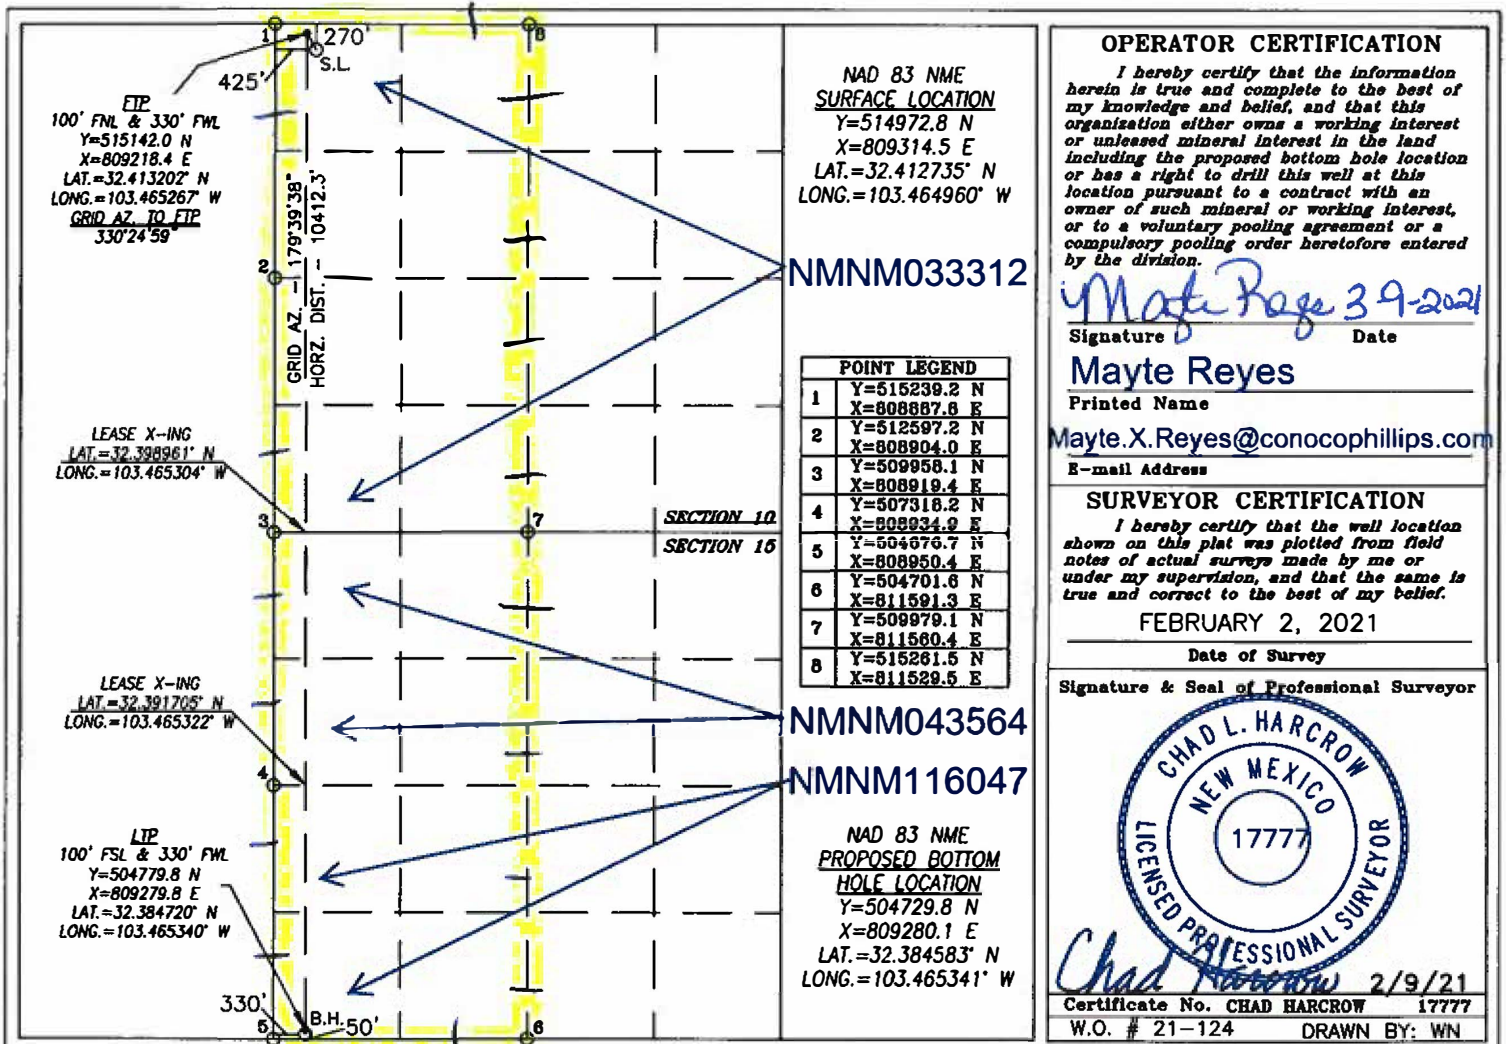 1
270'
8
S.L.
425'
FTP
100' FNL & 330' FWL
Y=515142.0 N
X=809218.4 E
LAT.=32.413202° N
LONG.=103.465267° W
GRID AZ. TO FTP
330°24'59"
GRID AZ. - 179°39'38"
HORZ. DIST. - 10412.3'
2
LEASE X-ING
LAT.=32.398961° N
LONG.=103.465304° W
3
7
SECTION 10
SECTION 15
LEASE X-ING
LAT.=32.391705° N
LONG.=103.465322° W
4
LTP
100' FSL & 330' FWL
Y=504779.8 N
X=809279.8 E
LAT.=32.384720° N
LONG.=103.465340° W
330'
B.H.
50'
5
6
NAD 83 NME
SURFACE LOCATION
Y=514972.8 N
X=809314.5 E
LAT.=32.412735° N
LONG.=103.464960° W
NMNM033312
POINT LEGEND
1 Y=515239.2 N
X=808887.6 E
2 Y=512597.2 N
X=808904.0 E
3 Y=509958.1 N
X=808919.4 E
4 Y=507318.2 N
X=808934.9 E
5 Y=504676.7 N
X=808950.4 E
6 Y=504701.6 N
X=811591.3 E
7 Y=509979.1 N
X=811560.4 E
8 Y=515261.5 N
X=811529.5 E
NMNM043564
NMNM116047
NAD 83 NME
PROPOSED BOTTOM
HOLE LOCATION
Y=504729.8 N
X=809280.1 E
LAT.=32.384583° N
LONG.=103.465341° W
OPERATOR CERTIFICATION
I hereby certify that the information
herein is true and complete to the best of
my knowledge and belief, and that this
organization either owns a working interest
or unleased mineral interest in the land
including the proposed bottom hole location
or has a right to drill this well at this
location pursuant to a contract with an
owner of such mineral or working interest,
or to a voluntary pooling agreement or a
compulsory pooling order heretofore entered
by the division.
Mayte Reyes 3-9-2021
Signature Date
Mayte Reyes
Printed Name
Mayte.X.Reyes@conocophillips.com
E-mail Address
SURVEYOR CERTIFICATION
I hereby certify that the well location
shown on this plat was plotted from field
notes of actual surveys made by me or
under my supervision, and that the same is
true and correct to the best of my belief.
FEBRUARY 2, 2021
Date of Survey
Signature & Seal of Professional Surveyor
CHAD L. HARCROW
NEW MEXICO
17777
LICENSED PROFESSIONAL SURVEYOR
Chad Harcrow 2/9/21
Certificate No. CHAD HARCROW 17777
W.O. # 21-124 DRAWN BY: WN